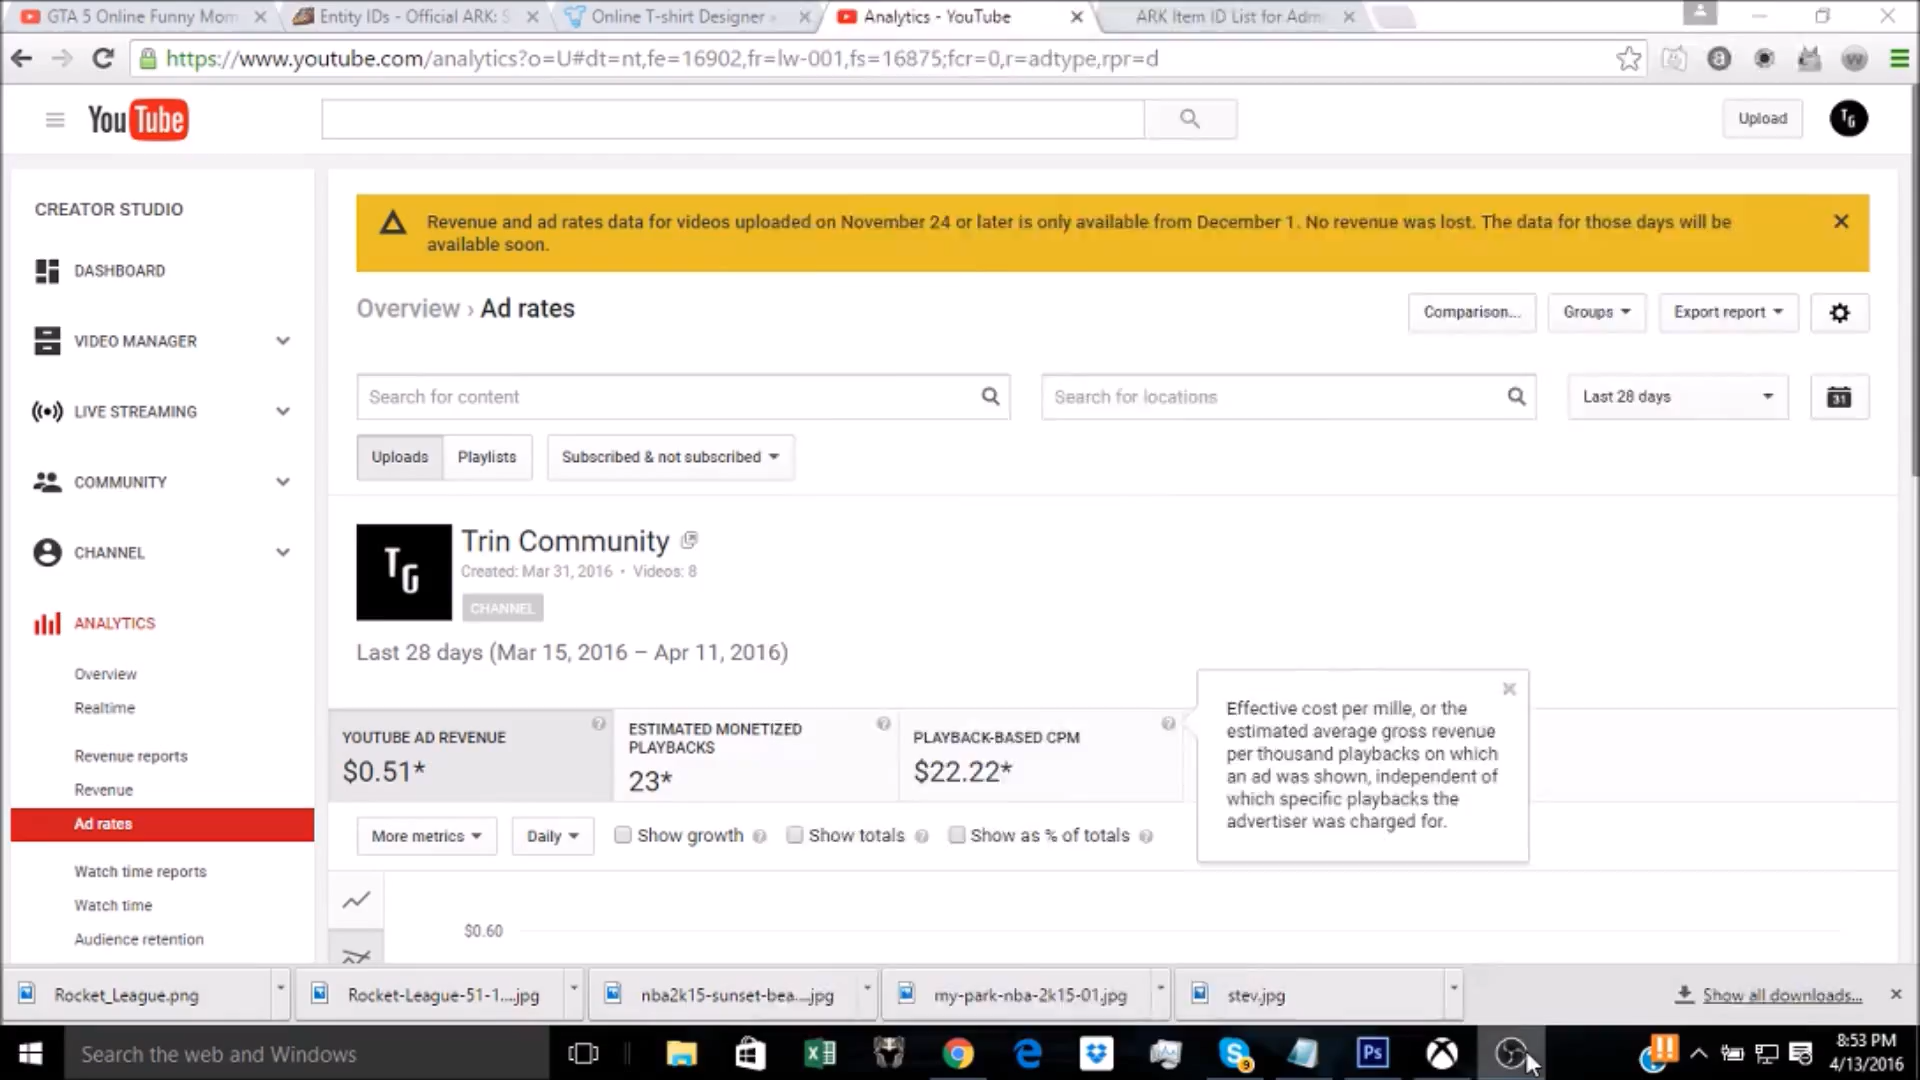 GTA 5 Online Funny Mom
Entity IDs - Official ARK: S
Online T-shirt Designer
Analytics - YouTube
ARK Item ID List for Adm
https://www.youtube.com/analytics?o=U#dt=nt,fe=16902,fr=lw-001,fs=16875;fcr=0,r=adtype,rpr=d
YouTube
Upload
TG
CREATOR STUDIO
DASHBOARD
VIDEO MANAGER
LIVE STREAMING
COMMUNITY
CHANNEL
ANALYTICS
Overview
Realtime
Revenue reports
Revenue
Ad rates
Watch time reports
Watch time
Audience retention
Revenue and ad rates data for videos uploaded on November 24 or later is only available from December 1. No revenue was lost. The data for those days will be
available soon.
Overview › Ad rates
Comparison...
Groups
Export report
Search for content
Search for locations
Last 28 days
31
Uploads
Playlists
Subscribed & not subscribed
TG
Trin Community
Created: Mar 31, 2016 • Videos: 8
CHANNEL
Last 28 days (Mar 15, 2016 – Apr 11, 2016)
YOUTUBE AD REVENUE
$0.51*
ESTIMATED MONETIZED
PLAYBACKS
23*
PLAYBACK-BASED CPM
$22.22*
Effective cost per mille, or the
estimated average gross revenue
per thousand playbacks on which
an ad was shown, independent of
which specific playbacks the
advertiser was charged for.
More metrics
Daily
Show growth
Show totals
Show as % of totals
$0.60
Rocket_League.png
Rocket-League-51-1....jpg
nba2k15-sunset-bea....jpg
my-park-nba-2k15-01.jpg
stev.jpg
Show all downloads...
Search the web and Windows
Ps
8:53 PM
4/13/2016